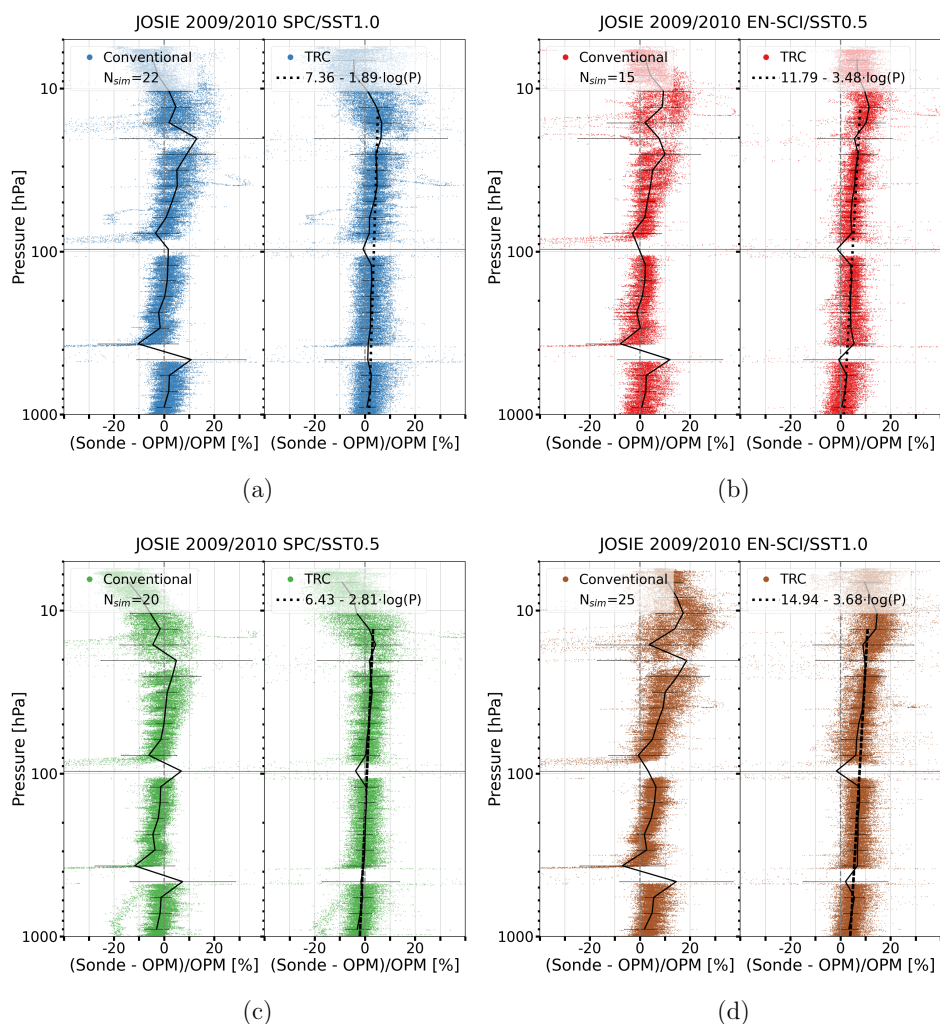 JOSIE 2009/2010 SPC/SST1.0
Conventional
N_sim=22
TRC
7.36 - 1.89·log(P)
10
100
1000
Pressure [hPa]
-20 0 20 -20 0 20
(Sonde - OPM)/OPM [%] (Sonde - OPM)/OPM [%]
(a)
JOSIE 2009/2010 EN-SCI/SST0.5
Conventional
N_sim=15
TRC
11.79 - 3.48·log(P)
10
100
1000
Pressure [hPa]
-20 0 20 -20 0 20
(Sonde - OPM)/OPM [%] (Sonde - OPM)/OPM [%]
(b)
JOSIE 2009/2010 SPC/SST0.5
Conventional
N_sim=20
TRC
6.43 - 2.81·log(P)
10
100
1000
Pressure [hPa]
-20 0 20 -20 0 20
(Sonde - OPM)/OPM [%] (Sonde - OPM)/OPM [%]
(c)
JOSIE 2009/2010 EN-SCI/SST1.0
Conventional
N_sim=25
TRC
14.94 - 3.68·log(P)
10
100
1000
Pressure [hPa]
-20 0 20 -20 0 20
(Sonde - OPM)/OPM [%] (Sonde - OPM)/OPM [%]
(d)